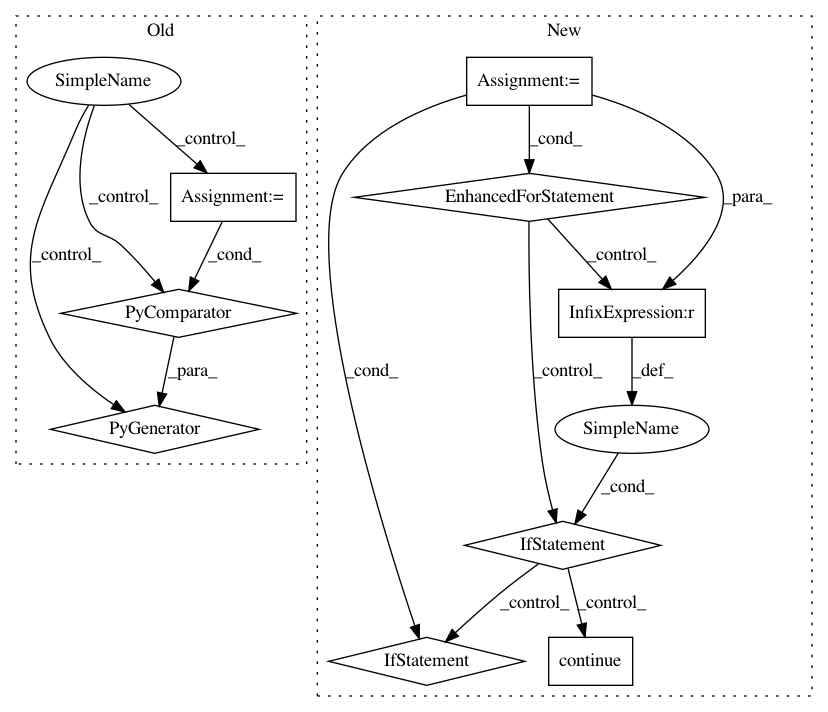 Old
New
SimpleName
Assignment:=
_control_
_cond_
Assignment:=
EnhancedForStatement
_control_
_control_
_cond_
_control_
_para_
PyComparator
InfixExpression:r
_para_
_cond_
_control_
_def_
PyGenerator
SimpleName
_cond_
IfStatement
_control_
_control_
IfStatement
continue